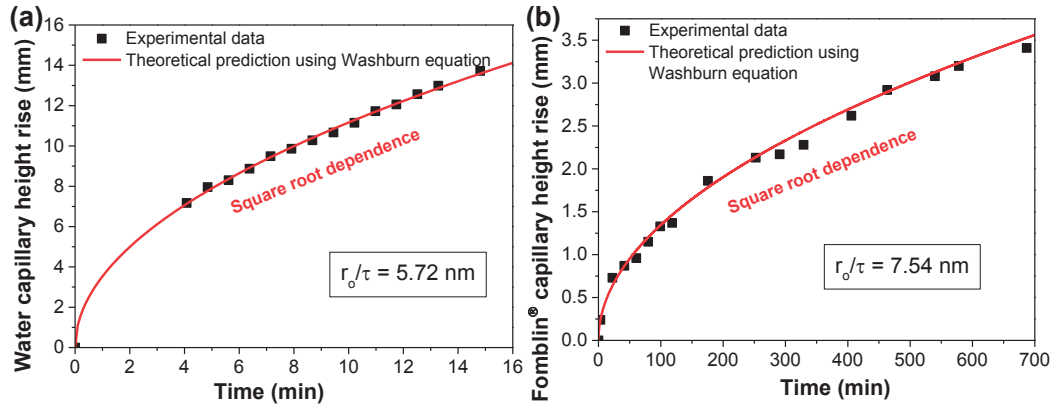 (a)
Water capillary height rise (mm)
16
14
12
10
8
6
4
2
0
Experimental data
Theoretical prediction using Washburn equation
Square root dependence
r₀/τ = 5.72 nm
0 2 4 6 8 10 12 14 16
Time (min)
(b)
Fomblin® capillary height rise (mm)
3.5
3.0
2.5
2.0
1.5
1.0
0.5
0.0
Experimental data
Theoretical prediction using
Washburn equation
Square root dependence
r₀/τ = 7.54 nm
0 100 200 300 400 500 600 700
Time (min)